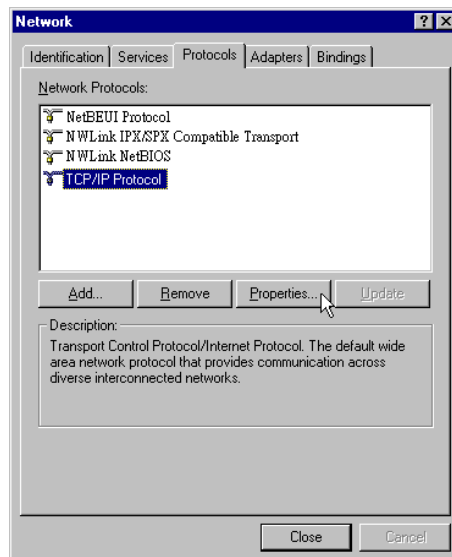 Network
Identification Services Protocols Adapters Bindings
Network Protocols:
NetBEUI Protocol
NWLink IPX/SPX Compatible Transport
NWLink NetBIOS
TCP/IP Protocol
Add... Remove Properties... Update
Description:
Transport Control Protocol/Internet Protocol. The default wide
area network protocol that provides communication across
diverse interconnected networks.
Close Cancel